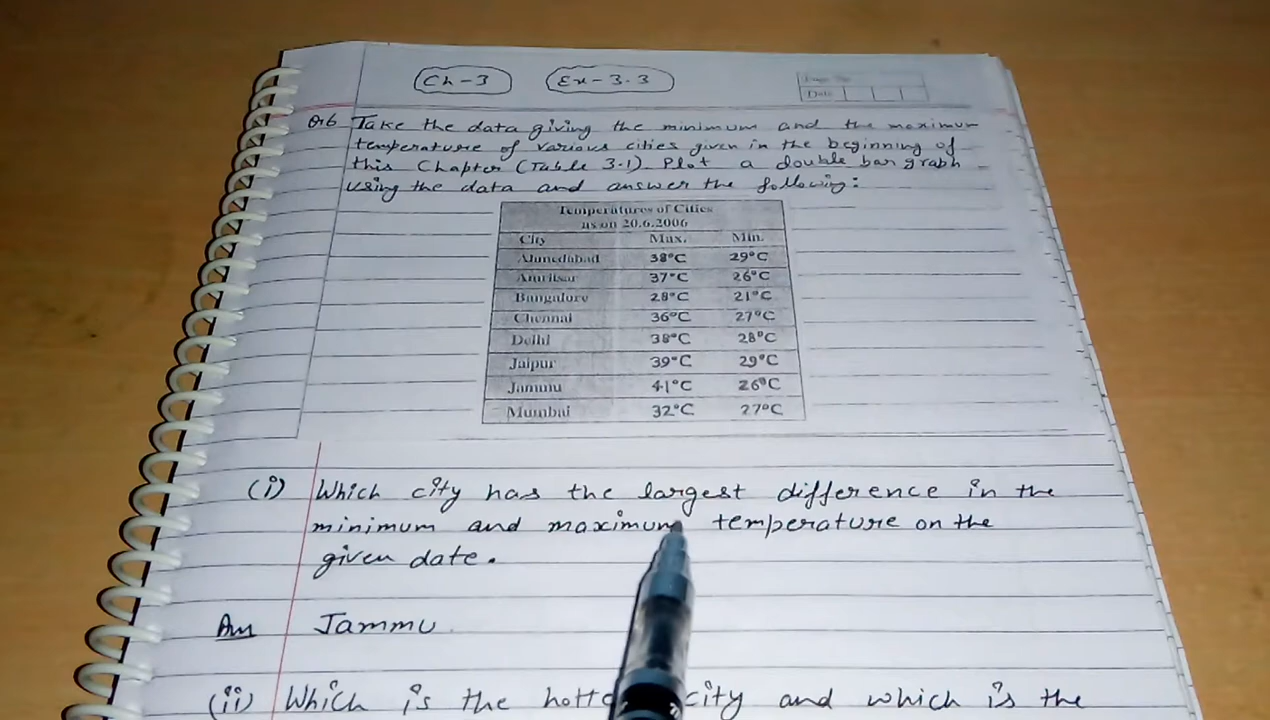 Ch-3 Ex-3.3
Page No.
Date
Q.6 Take the data giving the minimum and the maximum
temperature of various cities given in the beginning of
this Chapter (Table 3.1). Plot a double bar graph
using the data and answer the following:
Temperatures of Cities
as on 20.6.2006
City Max. Min.
Ahmedabad 38°C 29°C
Amritsar 37°C 26°C
Bangalore 28°C 21°C
Chennai 36°C 27°C
Delhi 38°C 28°C
Jaipur 39°C 29°C
Jammu 41°C 26°C
Mumbai 32°C 27°C
(i) Which city has the largest difference in the
minimum and maximum temperature on the
given date.
Ans Jammu.
(ii) Which is the city and which is the